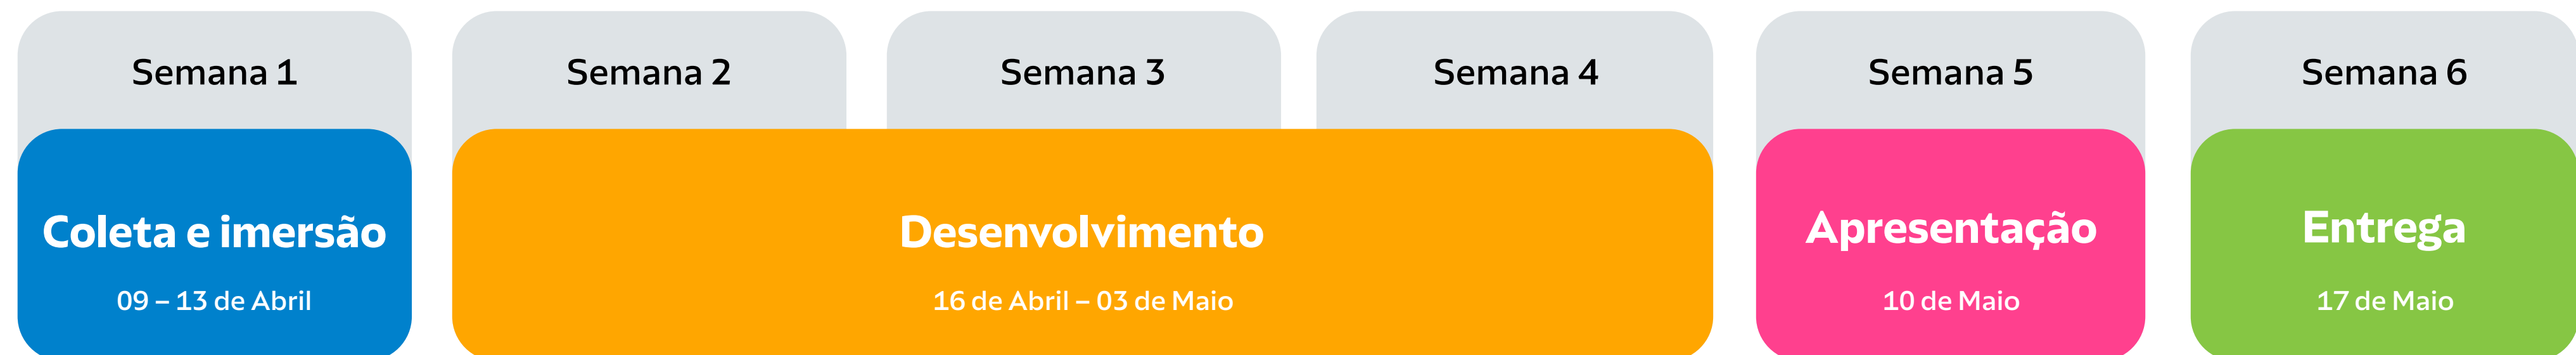 Semana 1
Semana 2
Semana 3
Semana 4
Semana 5
Semana 6
Coleta e imersão
09 – 13 de Abril
Desenvolvimento
16 de Abril – 03 de Maio
Apresentação
10 de Maio
Entrega
17 de Maio